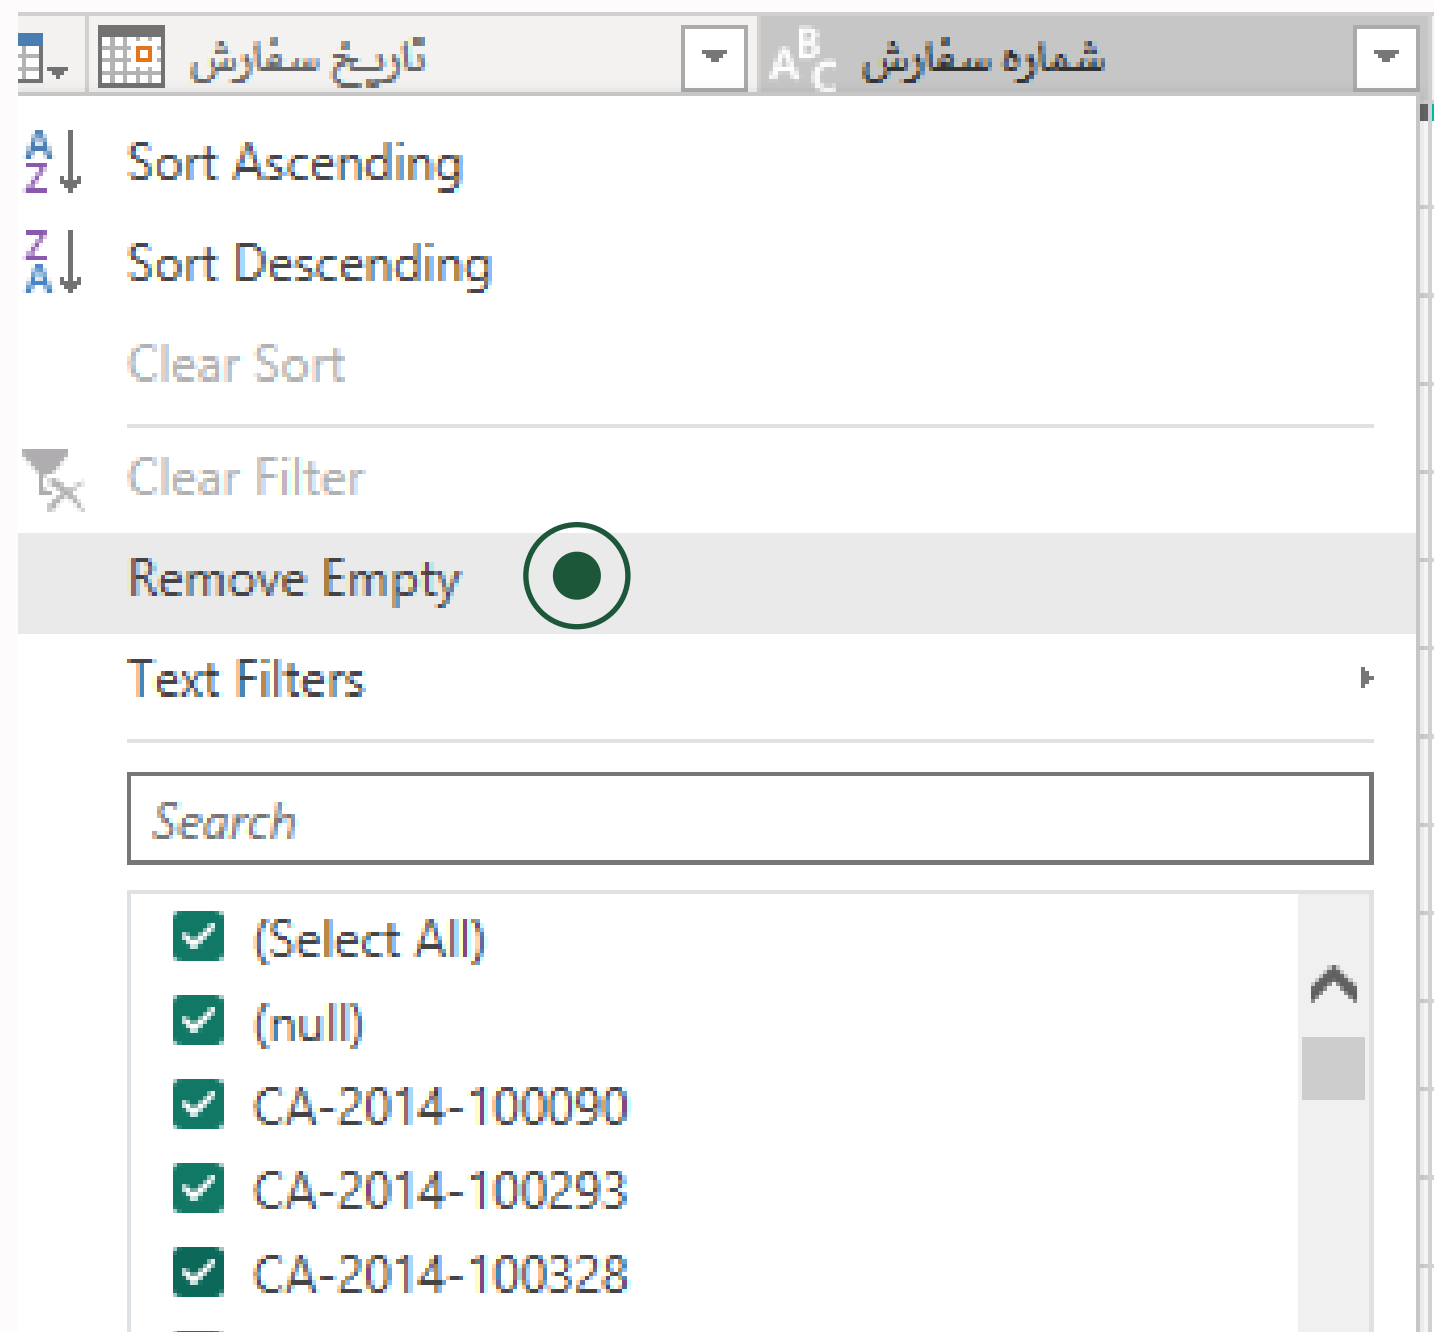 تاریخ سفارش
ABC شماره سفارش
Sort Ascending
Sort Descending
Clear Sort
Clear Filter
Remove Empty
Text Filters
Search
(Select All)
(null)
CA-2014-100090
CA-2014-100293
CA-2014-100328